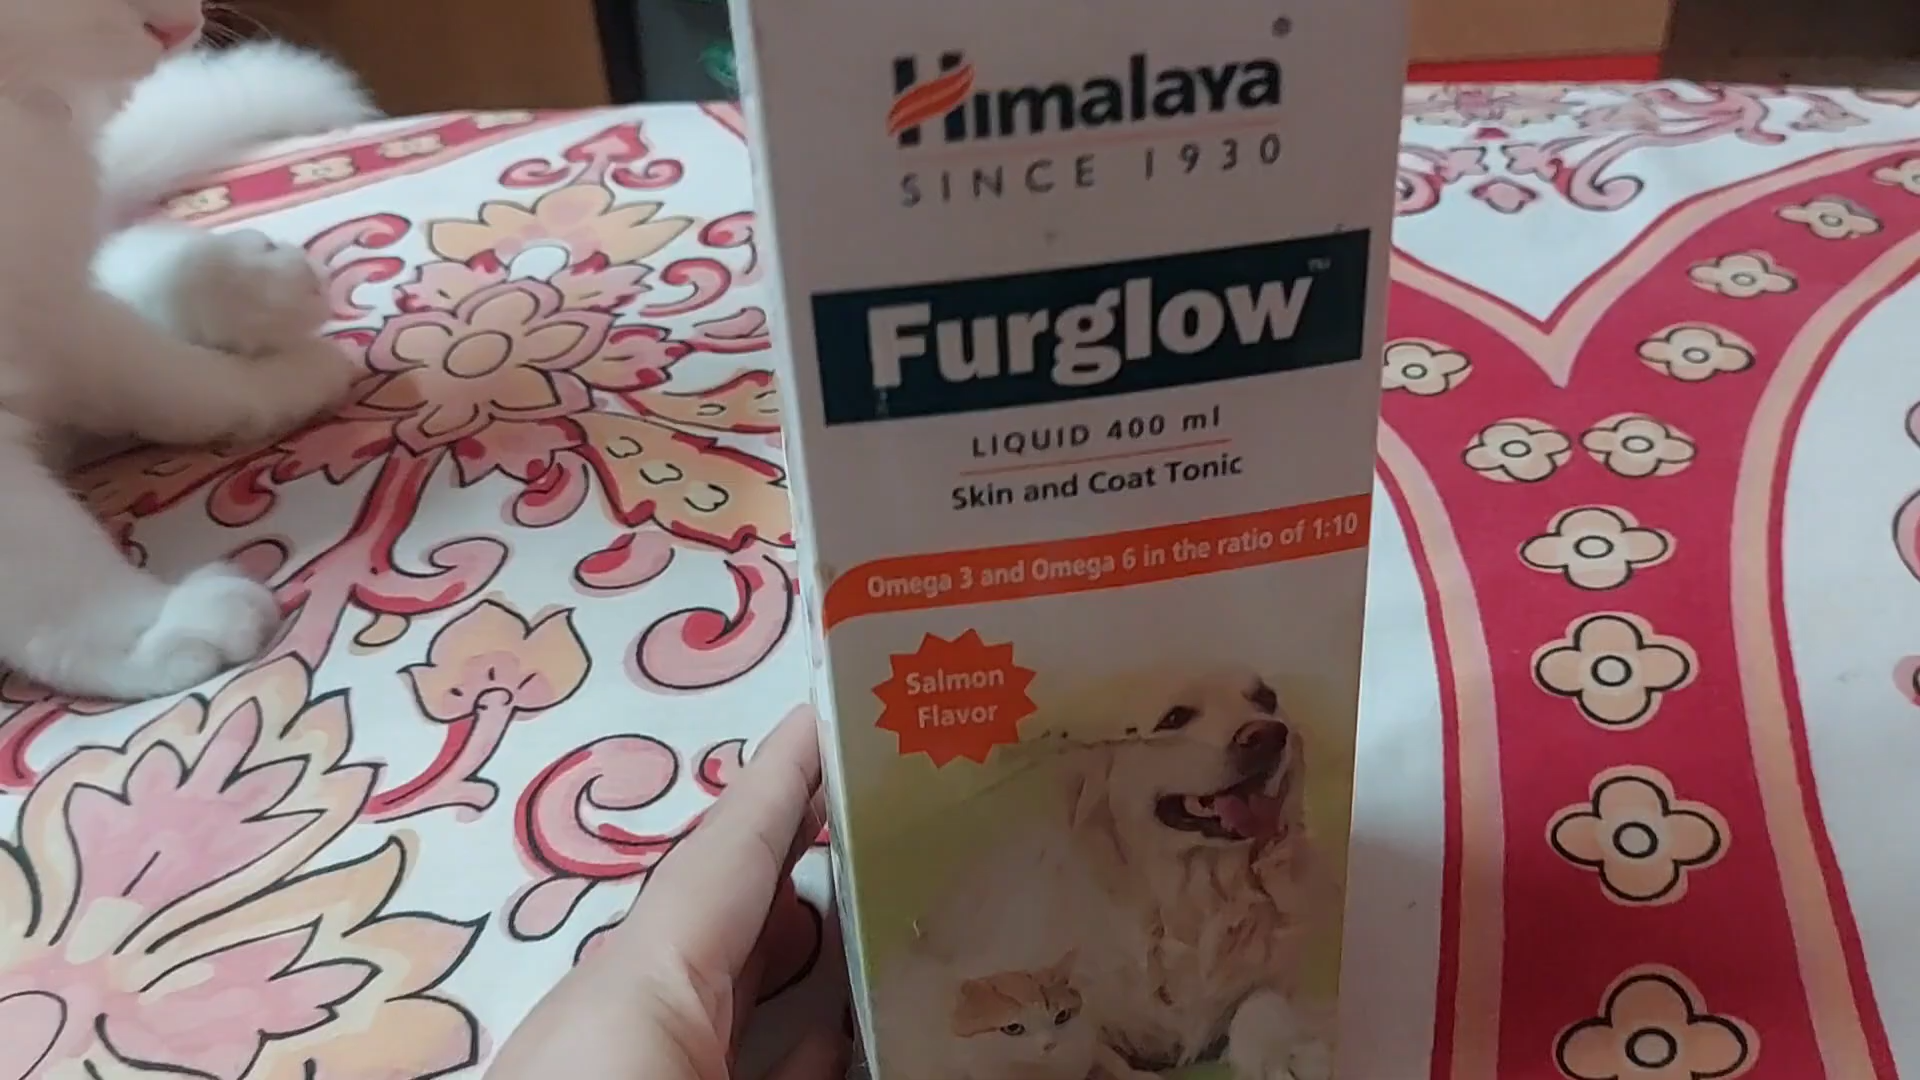 Himalaya®
SINCE 1930
Furglow™
LIQUID 400 ml
Skin and Coat Tonic
Omega 3 and Omega 6 in the ratio of 1:10
Salmon
Flavor